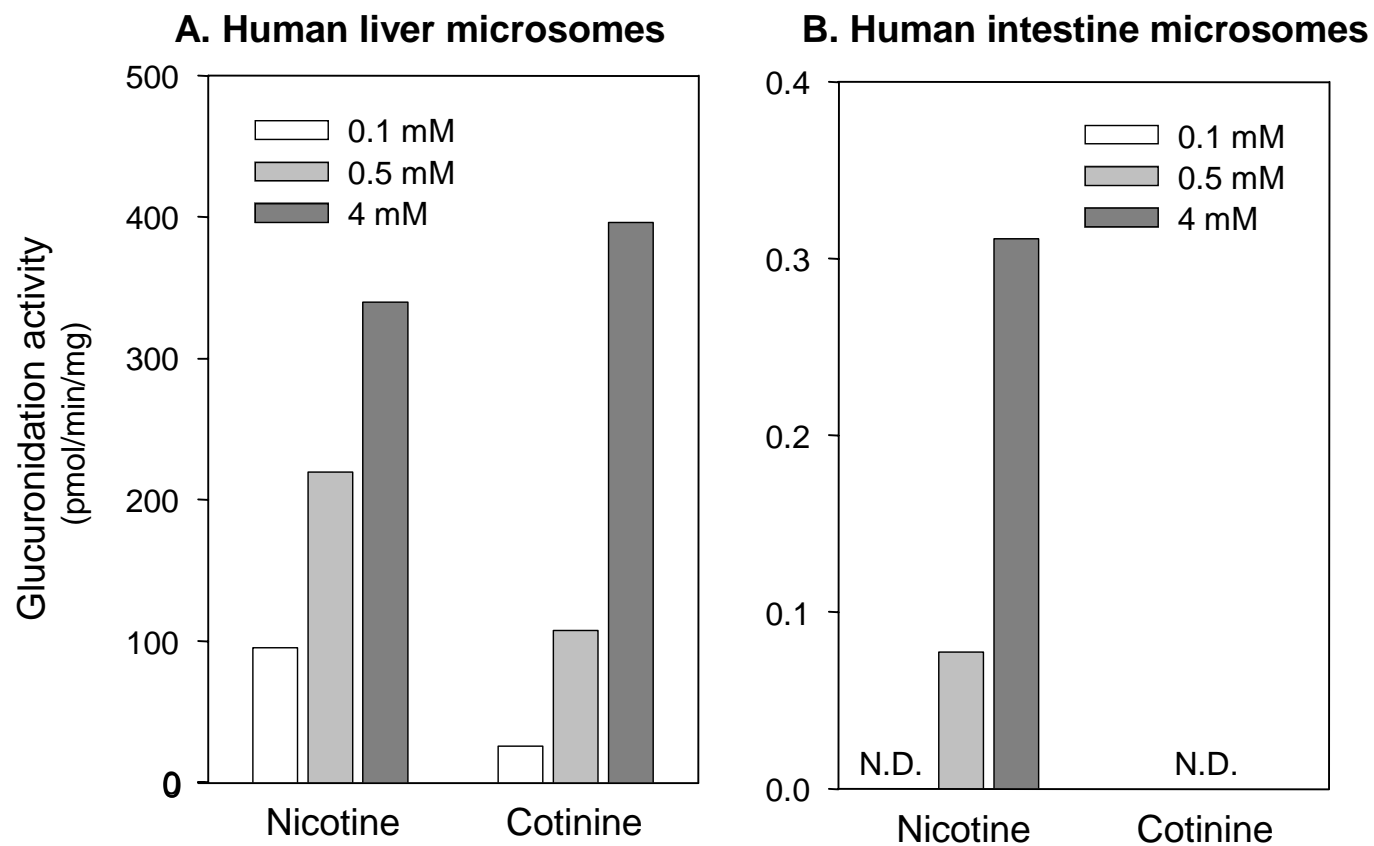 A. Human liver microsomes
500
400
300
200
100
0
0
Glucuronidation activity
(pmol/min/mg)
0.1 mM
0.5 mM
4 mM
Nicotine
Cotinine
B. Human intestine microsomes
0.4
0.3
0.2
0.1
0.0
0.1 mM
0.5 mM
4 mM
N.D.
N.D.
Nicotine
Cotinine